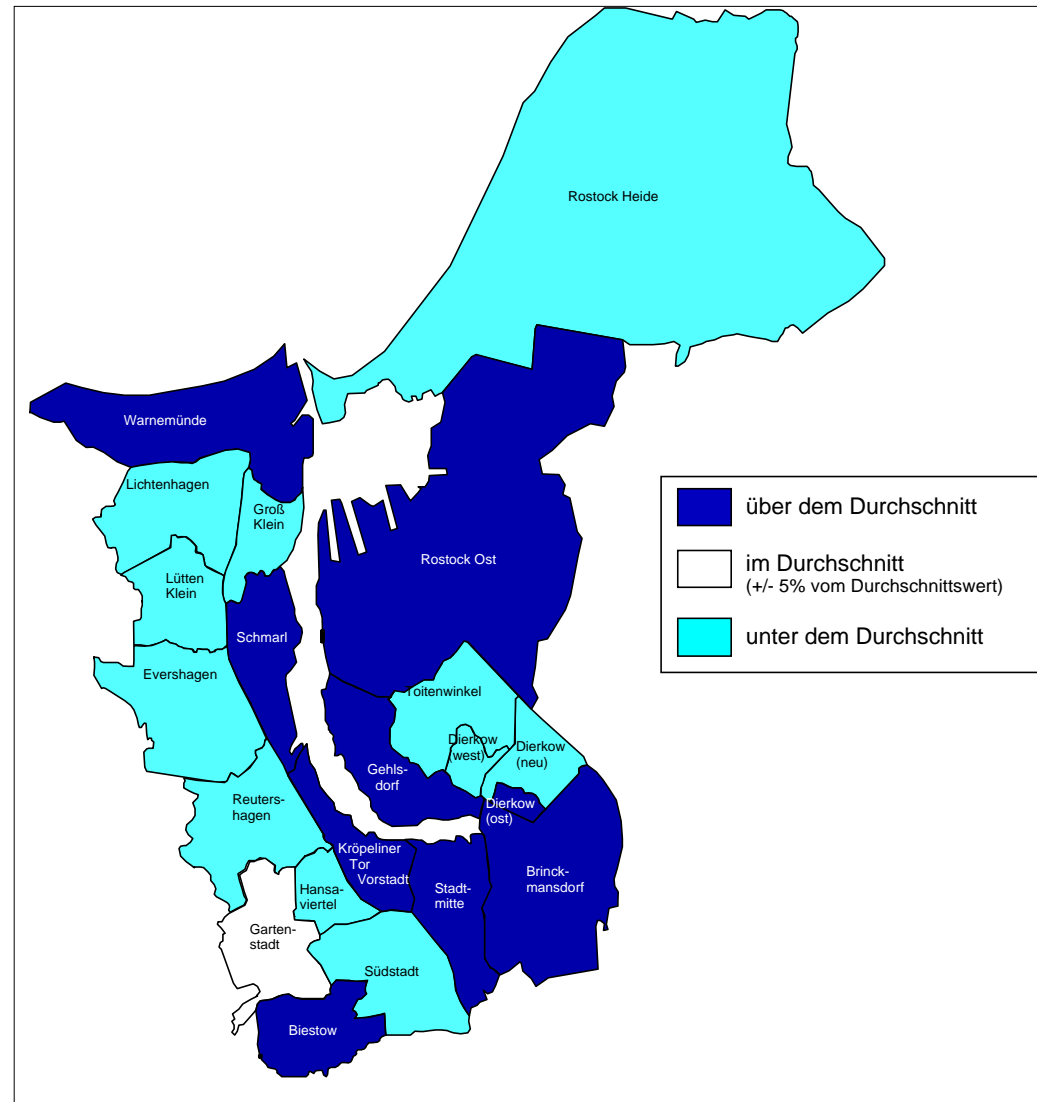 Rostock Heide
Warnemünde
Lichtenhagen
Groß
Klein
Rostock Ost
Lütten
Klein
Schmarl
Evershagen
Toitenwinkel
Dierkow
(west)
Dierkow
(neu)
Gehls-
dorf
Dierkow
(ost)
Reuters-
hagen
Kröpeliner
Tor
Vorstadt
Hansa-
viertel
Stadt-
mitte
Brinck-
mansdorf
Garten-
stadt
Südstadt
Biestow
über dem Durchschnitt
im Durchschnitt
(+/- 5% vom Durchschnittswert)
unter dem Durchschnitt